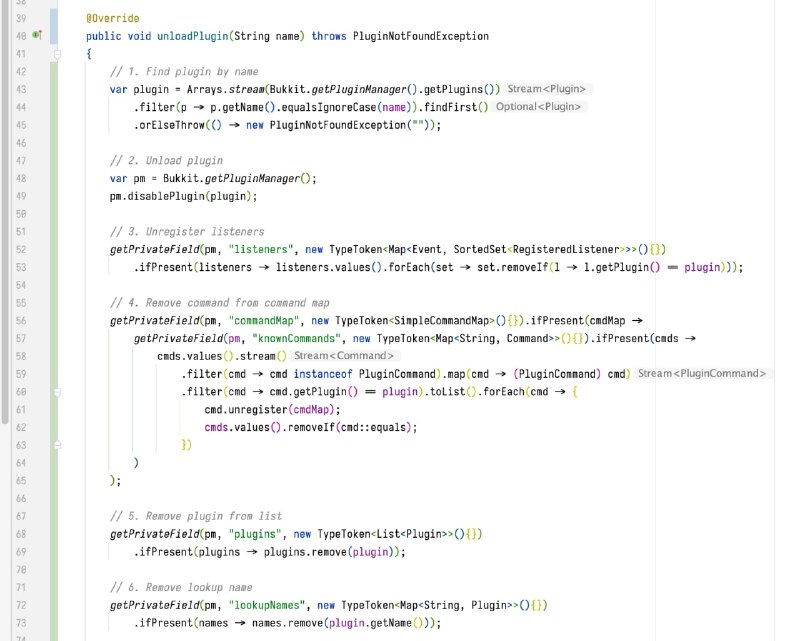 38
39 @Override
40 public void unloadPlugin(String name) throws PluginNotFoundException
41 {
42 // 1. Find plugin by name
43 var plugin = Arrays.stream(Bukkit.getPluginManager().getPlugins()) Stream<Plugin>
44 .filter(p → p.getName().equalsIgnoreCase(name)).findFirst() Optional<Plugin>
45 .orElseThrow(() → new PluginNotFoundException(""));
46
47 // 2. Unload plugin
48 var pm = Bukkit.getPluginManager();
49 pm.disablePlugin(plugin);
50
51 // 3. Unregister listeners
52 getPrivateField(pm, "listeners", new TypeToken<Map<Event, SortedSet<RegisteredListener>>>(){})
53 .ifPresent(listeners → listeners.values().forEach(set → set.removeIf(l → l.getPlugin() == plugin)));
54
55 // 4. Remove command from command map
56 getPrivateField(pm, "commandMap", new TypeToken<SimpleCommandMap>(){}).ifPresent(cmdMap →
57 getPrivateField(pm, "knownCommands", new TypeToken<Map<String, Command>>(){}).ifPresent(cmds →
58 cmds.values().stream() Stream<Command>
59 .filter(cmd → cmd instanceof PluginCommand).map(cmd → (PluginCommand) cmd) Stream<PluginCommand>
60 .filter(cmd → cmd.getPlugin() == plugin).toList().forEach(cmd → {
61 cmd.unregister(cmdMap);
62 cmds.values().removeIf(cmd::equals);
63 })
64 )
65 );
66
67 // 5. Remove plugin from list
68 getPrivateField(pm, "plugins", new TypeToken<List<Plugin>>(){})
69 .ifPresent(plugins → plugins.remove(plugin));
70
71 // 6. Remove lookup name
72 getPrivateField(pm, "lookupNames", new TypeToken<Map<String, Plugin>>(){})
73 .ifPresent(names → names.remove(plugin.getName()));
74